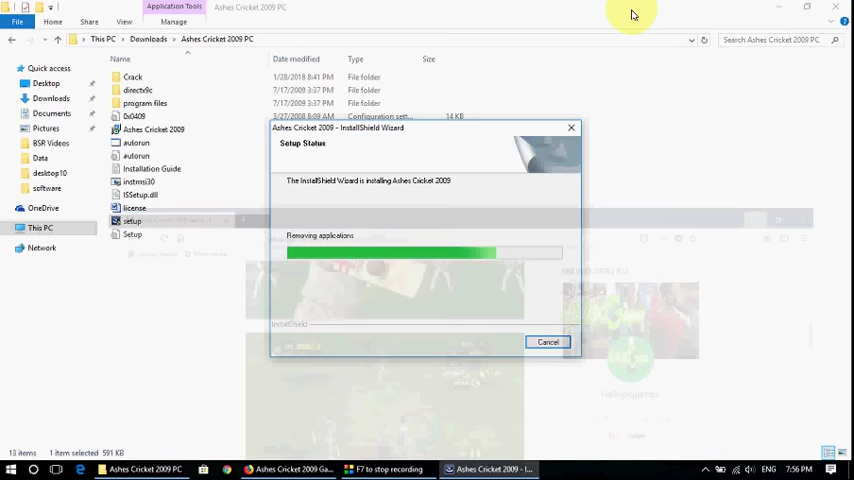 Application Tools
Ashes Cricket 2009 PC
File
Home
Share
View
Manage
This PC
Downloads
Ashes Cricket 2009 PC
Search Ashes Cricket 2009 PC
Quick access
Desktop
Downloads
Documents
Pictures
BSR Videos
Data
desktop10
software
OneDrive
This PC
Network
Name
Date modified
Type
Size
Crack
1/28/2018 8:41 PM
File folder
directx9c
7/17/2009 3:37 PM
File folder
program files
7/17/2009 3:37 PM
File folder
0x0409
3/27/2008 8:09 AM
Configuration sett...
14 KB
Ashes Cricket 2009
autorun
autorun
Installation Guide
instmsi30
ISSetup.dll
license
setup
Setup
Ashes Cricket 2009 - InstallShield Wizard
Setup Status
The InstallShield Wizard is installing Ashes Cricket 2009
Removing applications
InstallShield
Cancel
13 items
1 item selected 591 KB
Ashes Cricket 2009 PC
Ashes Cricket 2009 Ga...
F7 to stop recording
Ashes Cricket 2009 - I...
ENG
7:56 PM